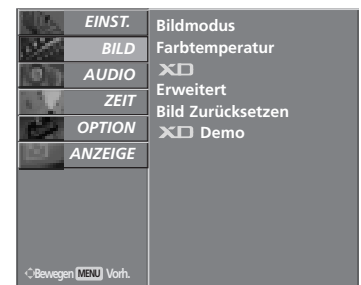 EINST.
BILD
AUDIO
ZEIT
OPTION
ANZEIGE
Bildmodus
Farbtemperatur
XD
Erweitert
Bild Zurücksetzen
XD Demo
Bewegen MENU Vorh.